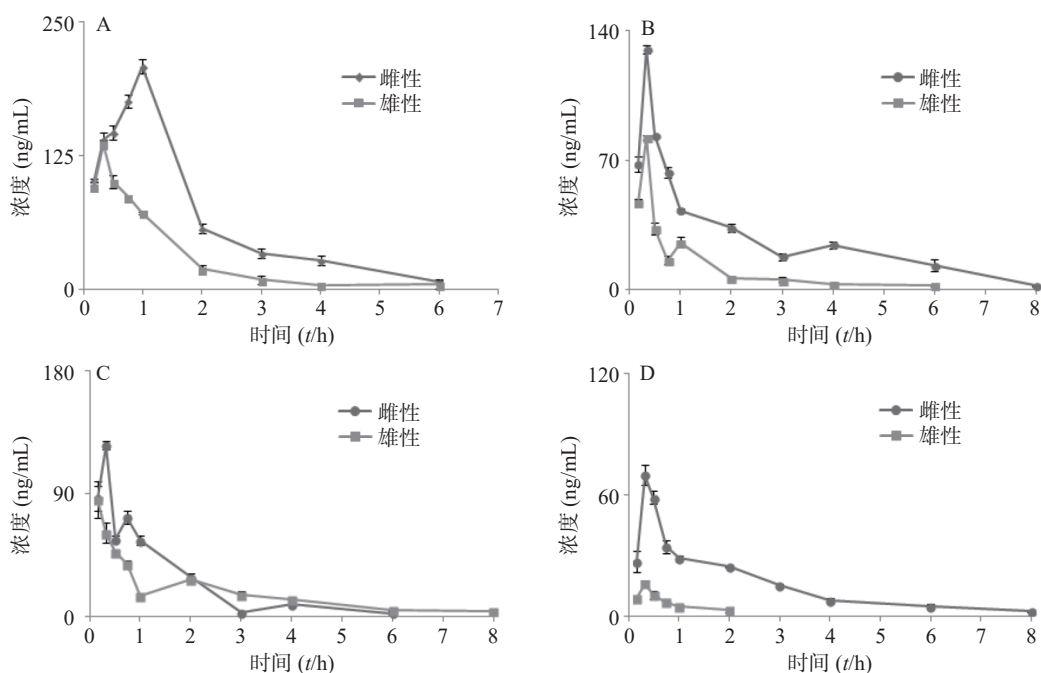 A
250
125
0
浓度 (ng/mL)
雌性
雄性
0 1 2 3 4 5 6 7
时间 (t/h)
B
140
70
0
浓度 (ng/mL)
雌性
雄性
0 1 2 3 4 5 6 7 8
时间 (t/h)
C
180
90
0
浓度 (ng/mL)
雌性
雄性
0 1 2 3 4 5 6 7 8
时间 (t/h)
D
120
60
0
浓度 (ng/mL)
雌性
雄性
0 1 2 3 4 5 6 7 8
时间 (t/h)